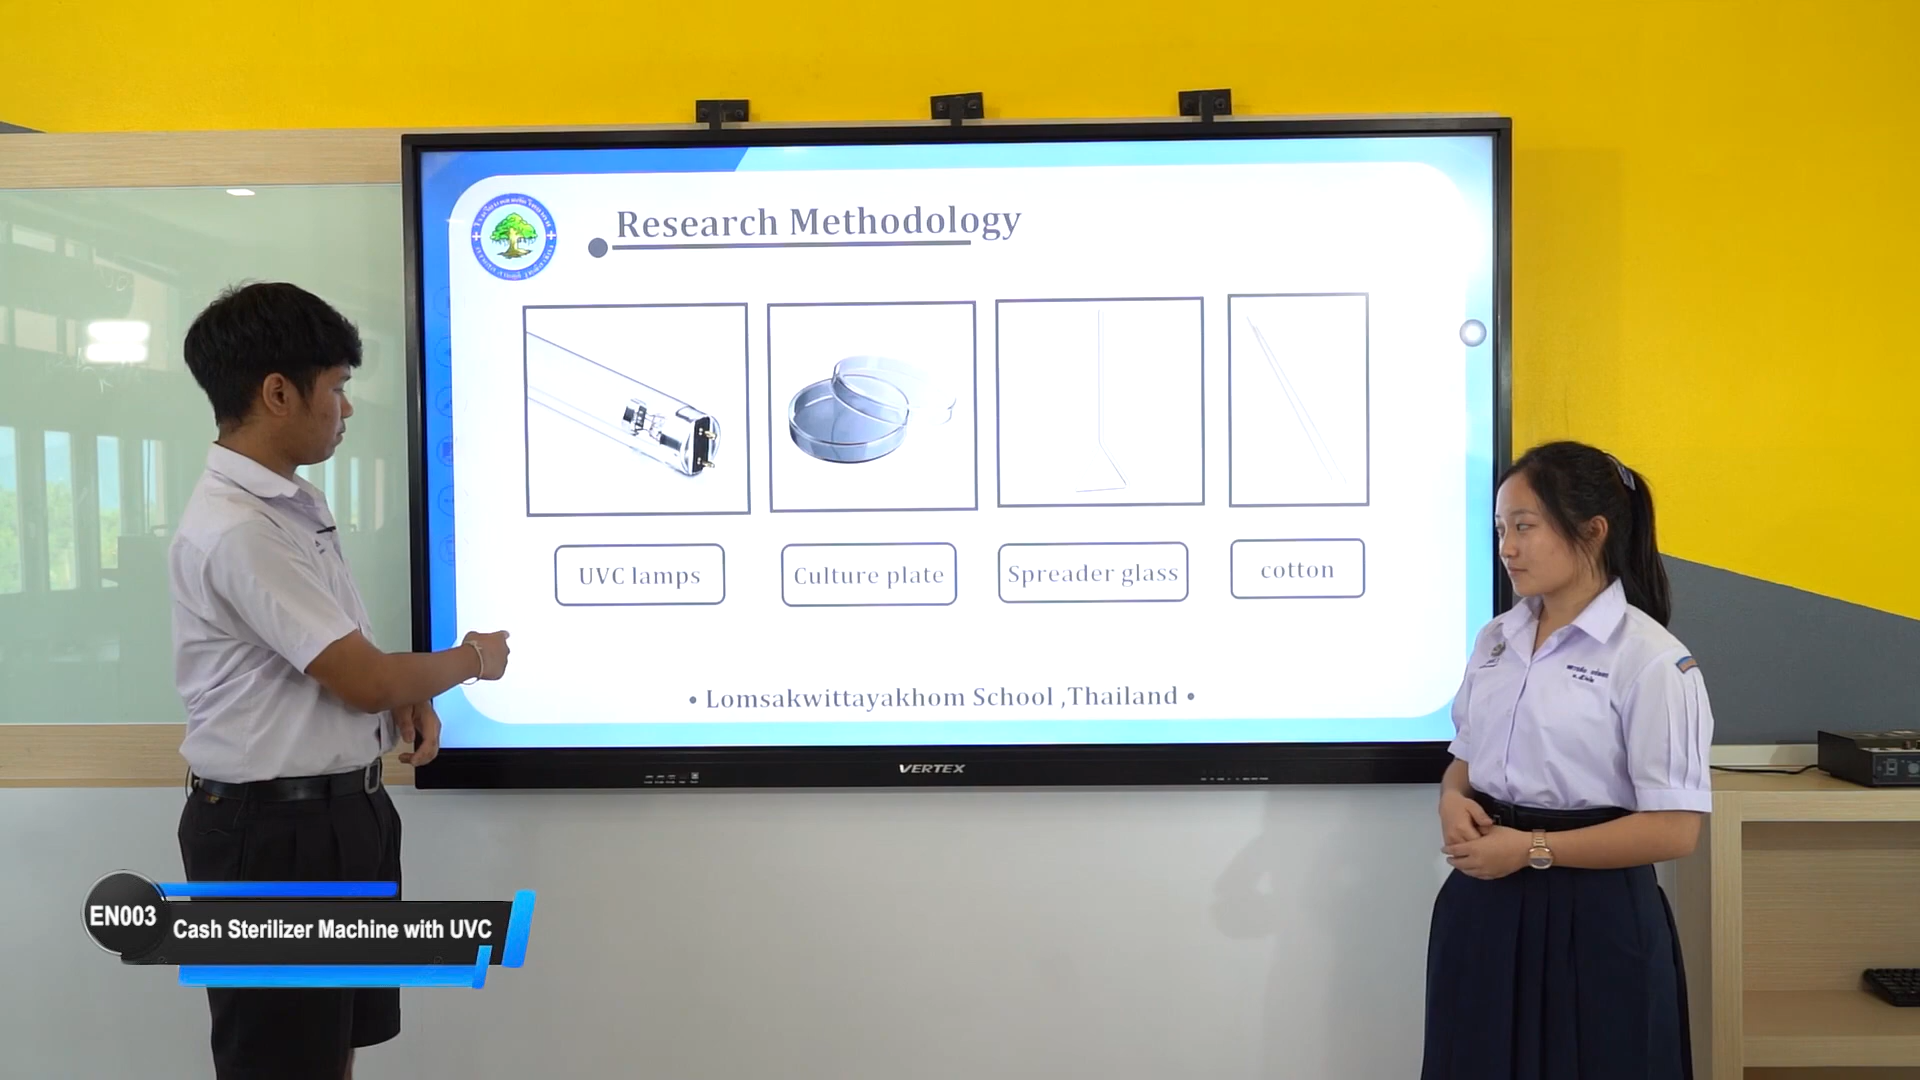 Research Methodology
UVC lamps
Culture plate
Spreader glass
cotton
• Lomsakwittayakhom School ,Thailand •
VERTEX
EN003
Cash Sterilizer Machine with UVC